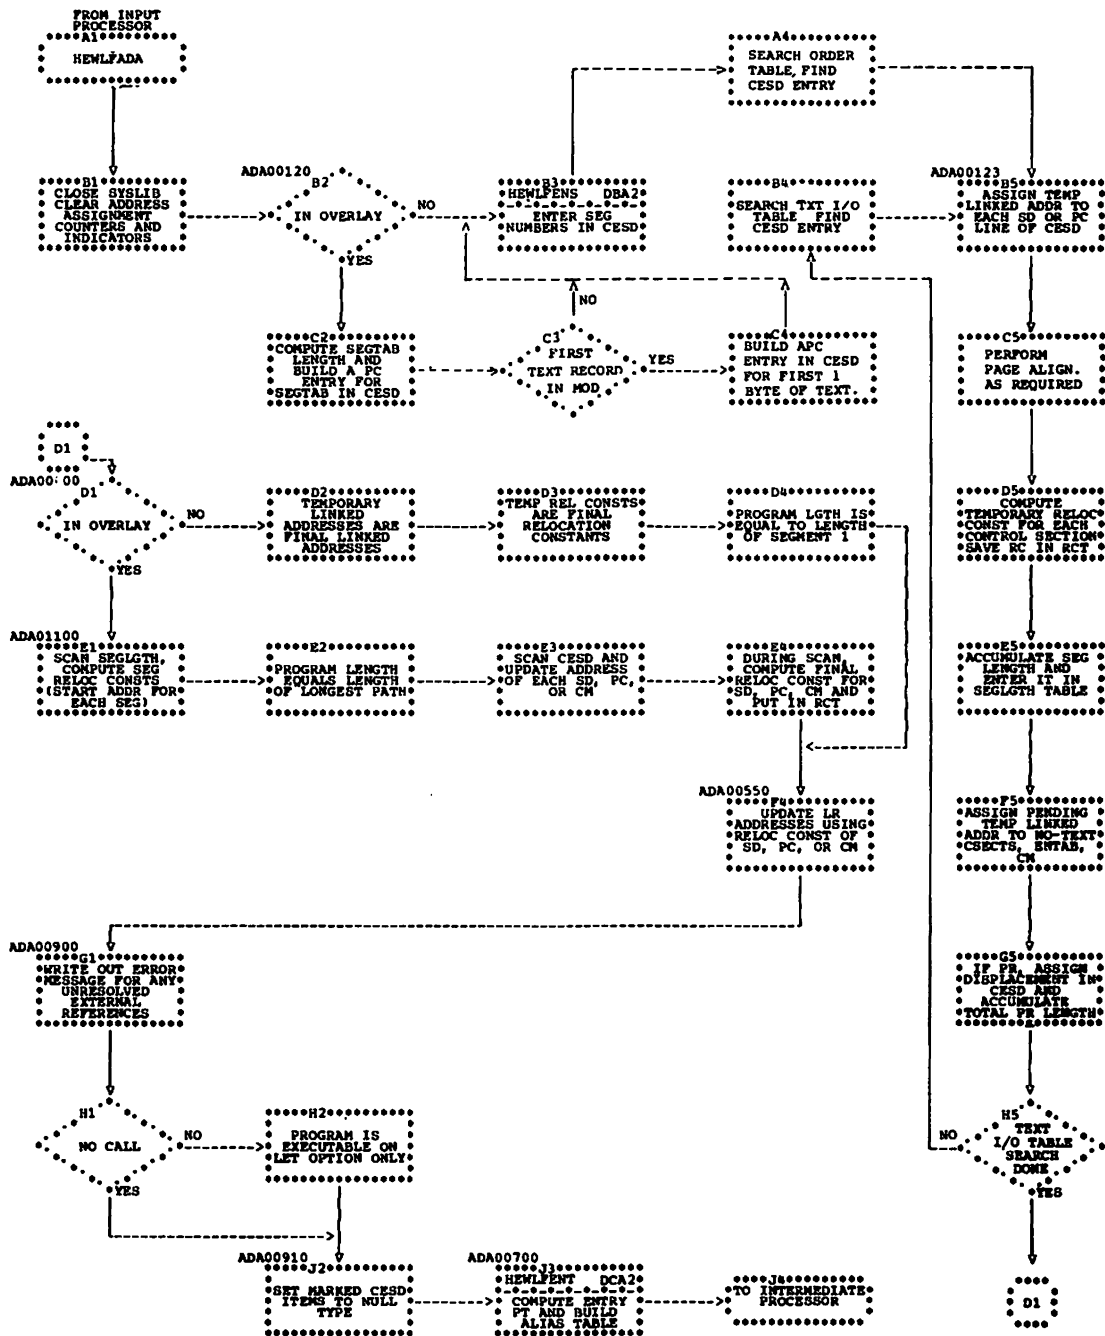 FROM INPUT
PROCESSOR
A1
HEWLFADA
A4
SEARCH ORDER
TABLE, FIND
CESD ENTRY
B1
CLOSE SYSLIB
CLEAR ADDRESS
ASSIGNMENT
COUNTERS AND
INDICATORS
ADA00120
B2
IN OVERLAY
NO
YES
B3
HEWLFENS DBA2
ENTER SEG
NUMBERS IN CESD
B4
SEARCH TXT I/O
TABLE FIND
CESD ENTRY
ADA00123
B5
ASSIGN TEMP
LINKED ADDR TO
EACH SD OR PC
LINE OF CESD
C2
COMPUTE SEGTAB
LENGTH AND
BUILD A PC
ENTRY FOR
SEGTAB IN CESD
NO
C3
FIRST
TEXT RECORD
IN MOD
YES
C4
BUILD APC
ENTRY IN CESD
FOR FIRST 1
BYTE OF TEXT.
C5
PERFORM
PAGE ALIGN.
AS REQUIRED
D1
D1
IN OVERLAY
NO
YES
D2
TEMPORARY
LINKED
ADDRESSES ARE
FINAL LINKED
ADDRESSES
D3
TEMP REL CONSTS
ARE FINAL
RELOCATION
CONSTANTS
D4
PROGRAM LGTH IS
EQUAL TO LENGTH
OF SEGMENT 1
D5
COMPUTE
TEMPORARY RELOC
CONST FOR EACH
CONTROL SECTION
SAVE RC IN RCT
ADA01100
E1
SCAN SEGLGTH,
COMPUTE SEG
RELOC CONSTS
(START ADDR FOR
EACH SEG)
E2
PROGRAM LENGTH
EQUALS LENGTH
OF LONGEST PATH
E3
SCAN CESD AND
UPDATE ADDRESS
OF EACH SD, PC,
OR CM
E4
DURING SCAN,
COMPUTE FINAL
RELOC CONST FOR
SD, PC, CM AND
PUT IN RCT
E5
ACCUMULATE SEG
LENGTH AND
ENTER IT IN
SEGLGTH TABLE
ADA00550
F4
UPDATE LR
ADDRESSES USING
RELOC CONST OF
SD, PC, OR CM
F5
ASSIGN PENDING
TEMP LINKED
ADDR TO NO-TEXT
CSECTS, ENTAB,
CM
ADA00900
G1
WRITE OUT ERROR
MESSAGE FOR ANY
UNRESOLVED
EXTERNAL
REFERENCES
G5
IF PR, ASSIGN
DISPLACEMENT IN
CESD AND
ACCUMULATE
TOTAL PR LENGTH
H1
NO CALL
NO
YES
H2
PROGRAM IS
EXECUTABLE ON
LET OPTION ONLY
H5
TEXT
I/O TABLE
SEARCH
DONE
NO
YES
ADA00910
J2
SET MARKED CESD
ITEMS TO NULL
TYPE
ADA00700
J3
HEWLFENT DCA2
COMPUTE ENTRY
PT AND BUILD
ALIAS TABLE
J4
TO INTERMEDIATE
PROCESSOR
D1